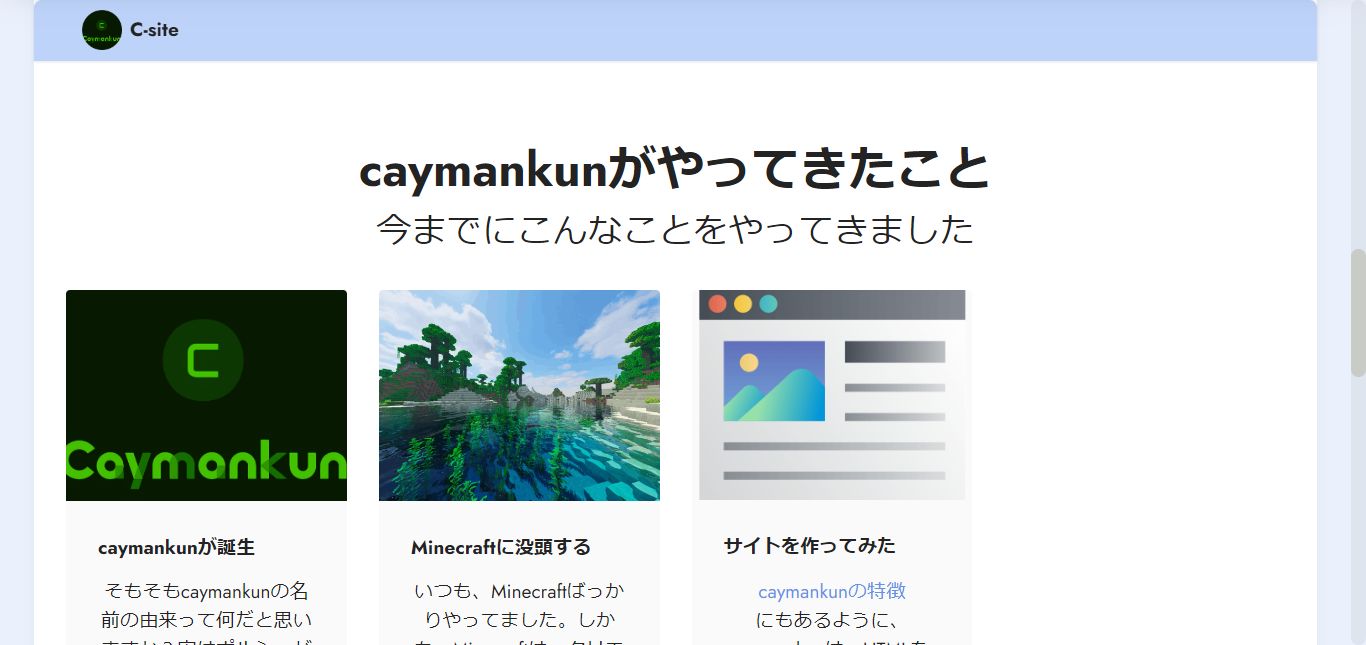 C
Caymankun
C-site
caymankunがやってきたこと
今までにこんなことをやってきました
C
Caymankun
caymankunが誕生
そもそもcaymankunの名
前の由来って何だと思い
Minecraftに没頭する
いつも、Minecraftばっか
りやってました。しか
サイトを作ってみた
caymankunの特徴
にもあるように、